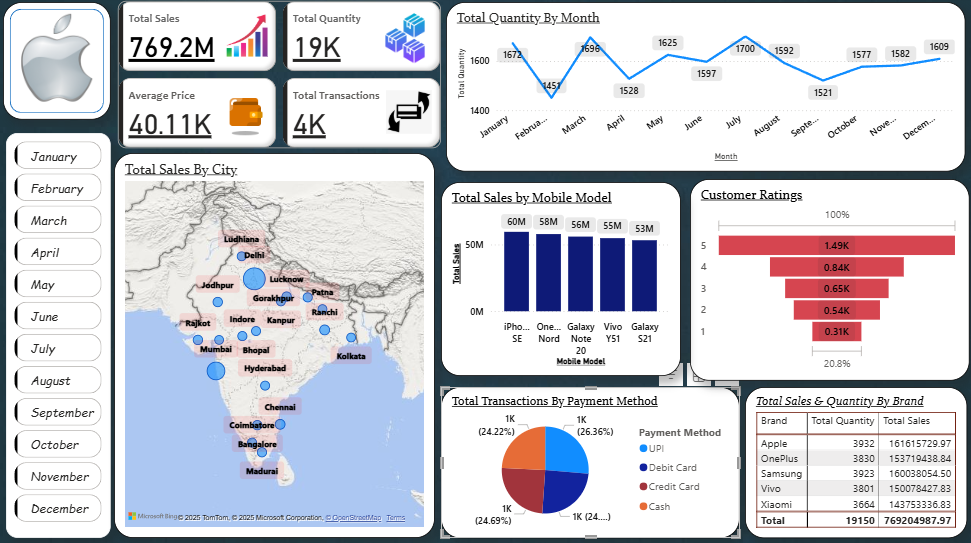 Total Sales
769.2M
Total Quantity
19K
Average Price
40.11K
Total Transactions
4K
January
February
March
April
May
June
July
August
September
October
November
December
Total Sales By City
Ludhiana
Delhi
Lucknow
Jodhpur
Gorakhpur
Patna
Ranchi
Rajkot
Indore
Kanpur
Mumbai
Bhopal
Kolkata
Hyderabad
Chennai
Coimbatore
Bangalore
Madurai
Microsoft Bing
© 2025 TomTom, © 2025 Microsoft Corporation, © OpenStreetMap Terms
Total Quantity By Month
Total Quantity
1600
1400
1672
1451
1696
1528
1625
1597
1700
1592
1521
1577
1582
1609
January
Februa...
March
April
May
June
July
August
Septe...
October
Nove...
Decem...
Month
Total Sales by Mobile Model
Total Sales
50M
0M
60M
58M
56M
55M
53M
iPho... SE
One... Nord
Galaxy Note 20
Vivo Y51
Galaxy S21
Mobile Model
Customer Ratings
100%
5 1.49K
4 0.84K
3 0.65K
2 0.54K
1 0.31K
20.8%
Total Transactions By Payment Method
1K
(24.22%)
1K
(26.36%)
1K
(24.69%)
1K (24....)
Payment Method
UPI
Debit Card
Credit Card
Cash
Total Sales & Quantity By Brand
Brand Total Quantity Total Sales
Apple 3932 161615729.97
OnePlus 3830 153719438.84
Samsung 3923 160038054.50
Vivo 3801 150078427.83
Xiaomi 3664 143753336.83
Total 19150 769204987.97